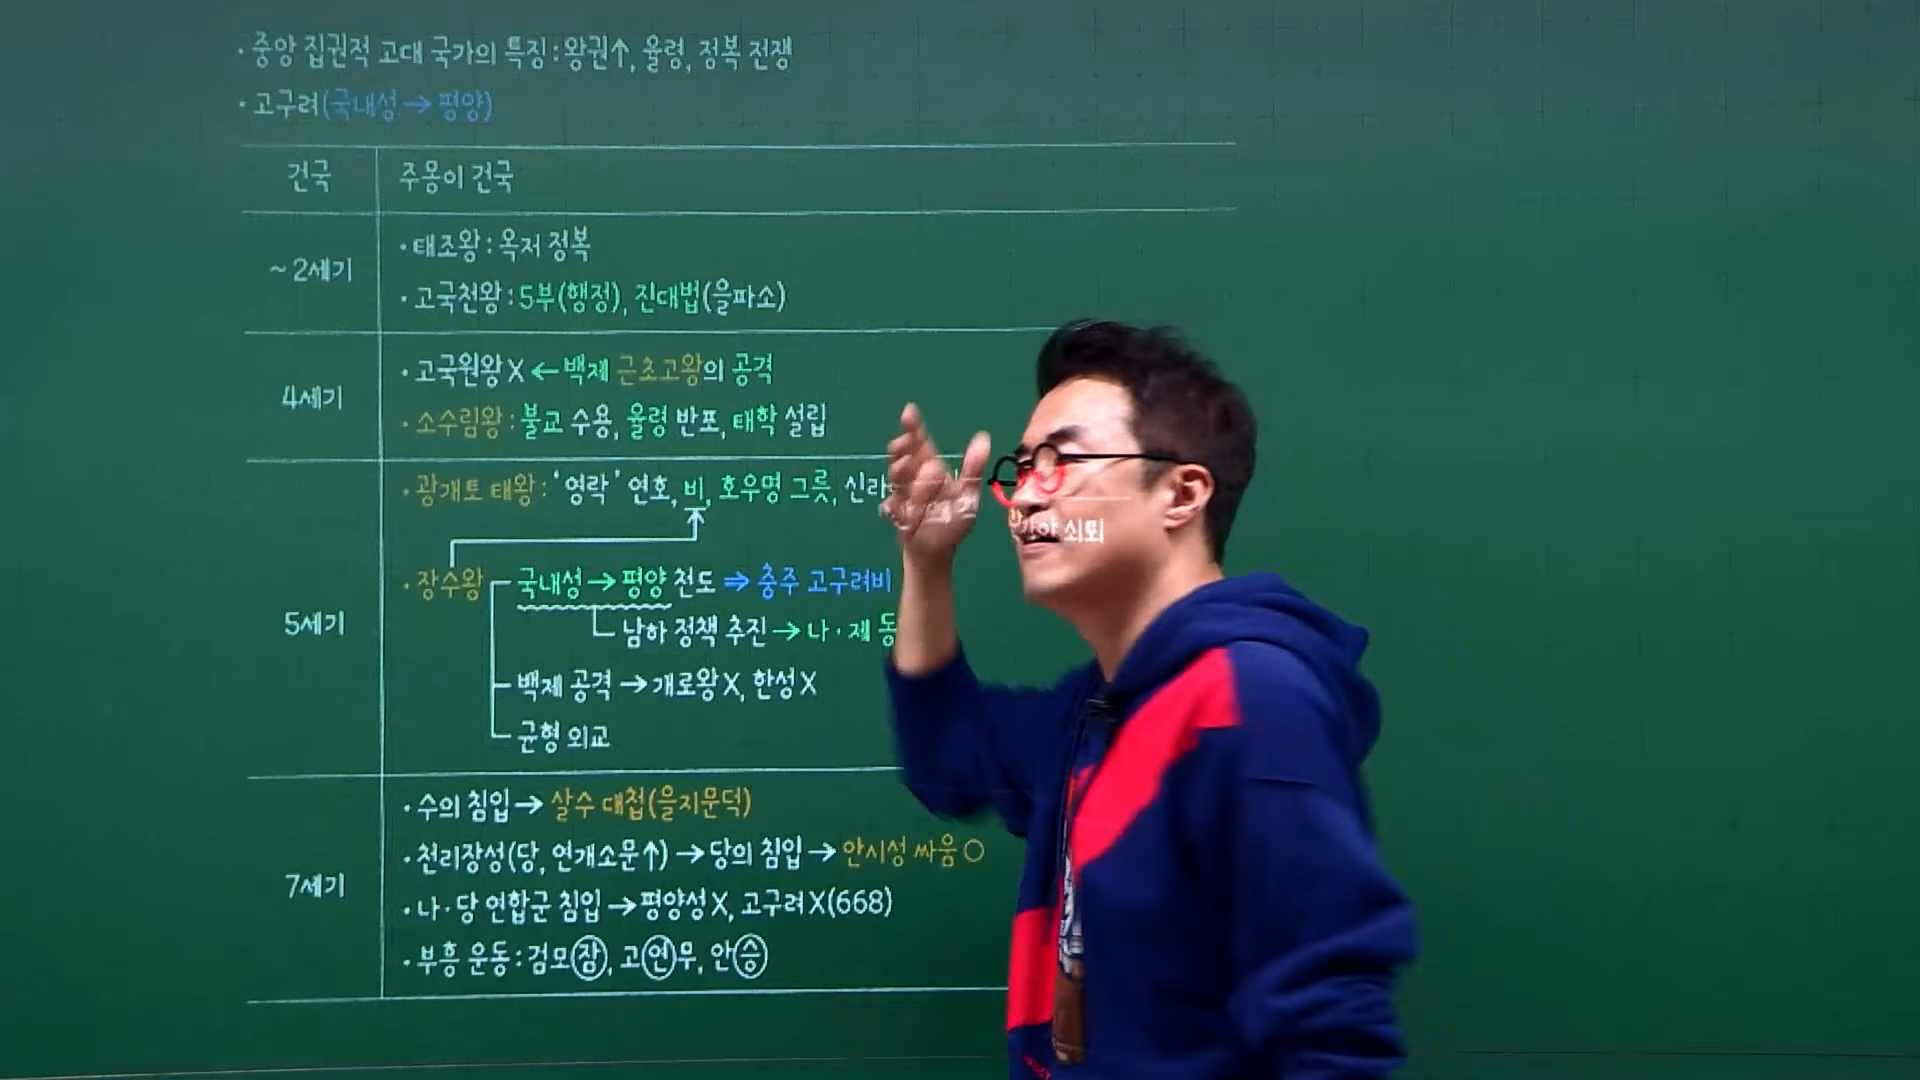 · 중앙 집권적 고대 국가의 특징 : 왕권↑, 율령, 정복 전쟁
· 고구려(국내성→평양)
건국 주몽이 건국
~2세기
· 태조왕 : 옥저 정복
· 고국천왕 : 5부(행정), 진대법(을파소)
4세기
· 고국원왕X ← 백제 근초고왕의 공격
· 소수림왕 : 불교 수용, 율령 반포, 태학 설립
5세기
· 광개토 태왕 : '영락' 연호, 비, 호우명 그릇, 신라
쇠퇴
· 장수왕
국내성→평양 천도 ⇒ 충주 고구려비
남하 정책 추진 → 나·제 동
백제 공격 → 개로왕X, 한성X
균형 외교
7세기
· 수의 침입 → 살수 대첩(을지문덕)
· 천리장성(당, 연개소문↑) → 당의 침입 → 안시성 싸움○
· 나·당 연합군 침입 → 평양성X, 고구려X(668)
· 부흥 운동 : 검모잠, 고연무, 안승